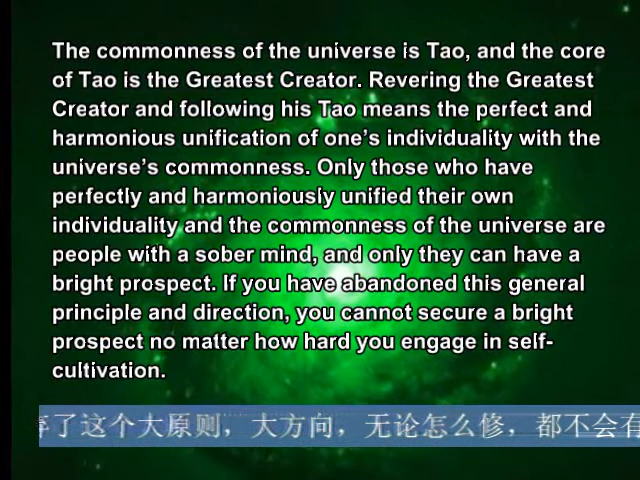 The commonness of the universe is Tao, and the core
of Tao is the Greatest Creator. Revering the Greatest
Creator and following his Tao means the perfect and
harmonious unification of one's individuality with the
universe's commonness. Only those who have
perfectly and harmoniously unified their own
individuality and the commonness of the universe are
people with a sober mind, and only they can have a
bright prospect. If you have abandoned this general
principle and direction, you cannot secure a bright
prospect no matter how hard you engage in self-
cultivation.
了这个大原则，大方向，无论怎么修，都不会有